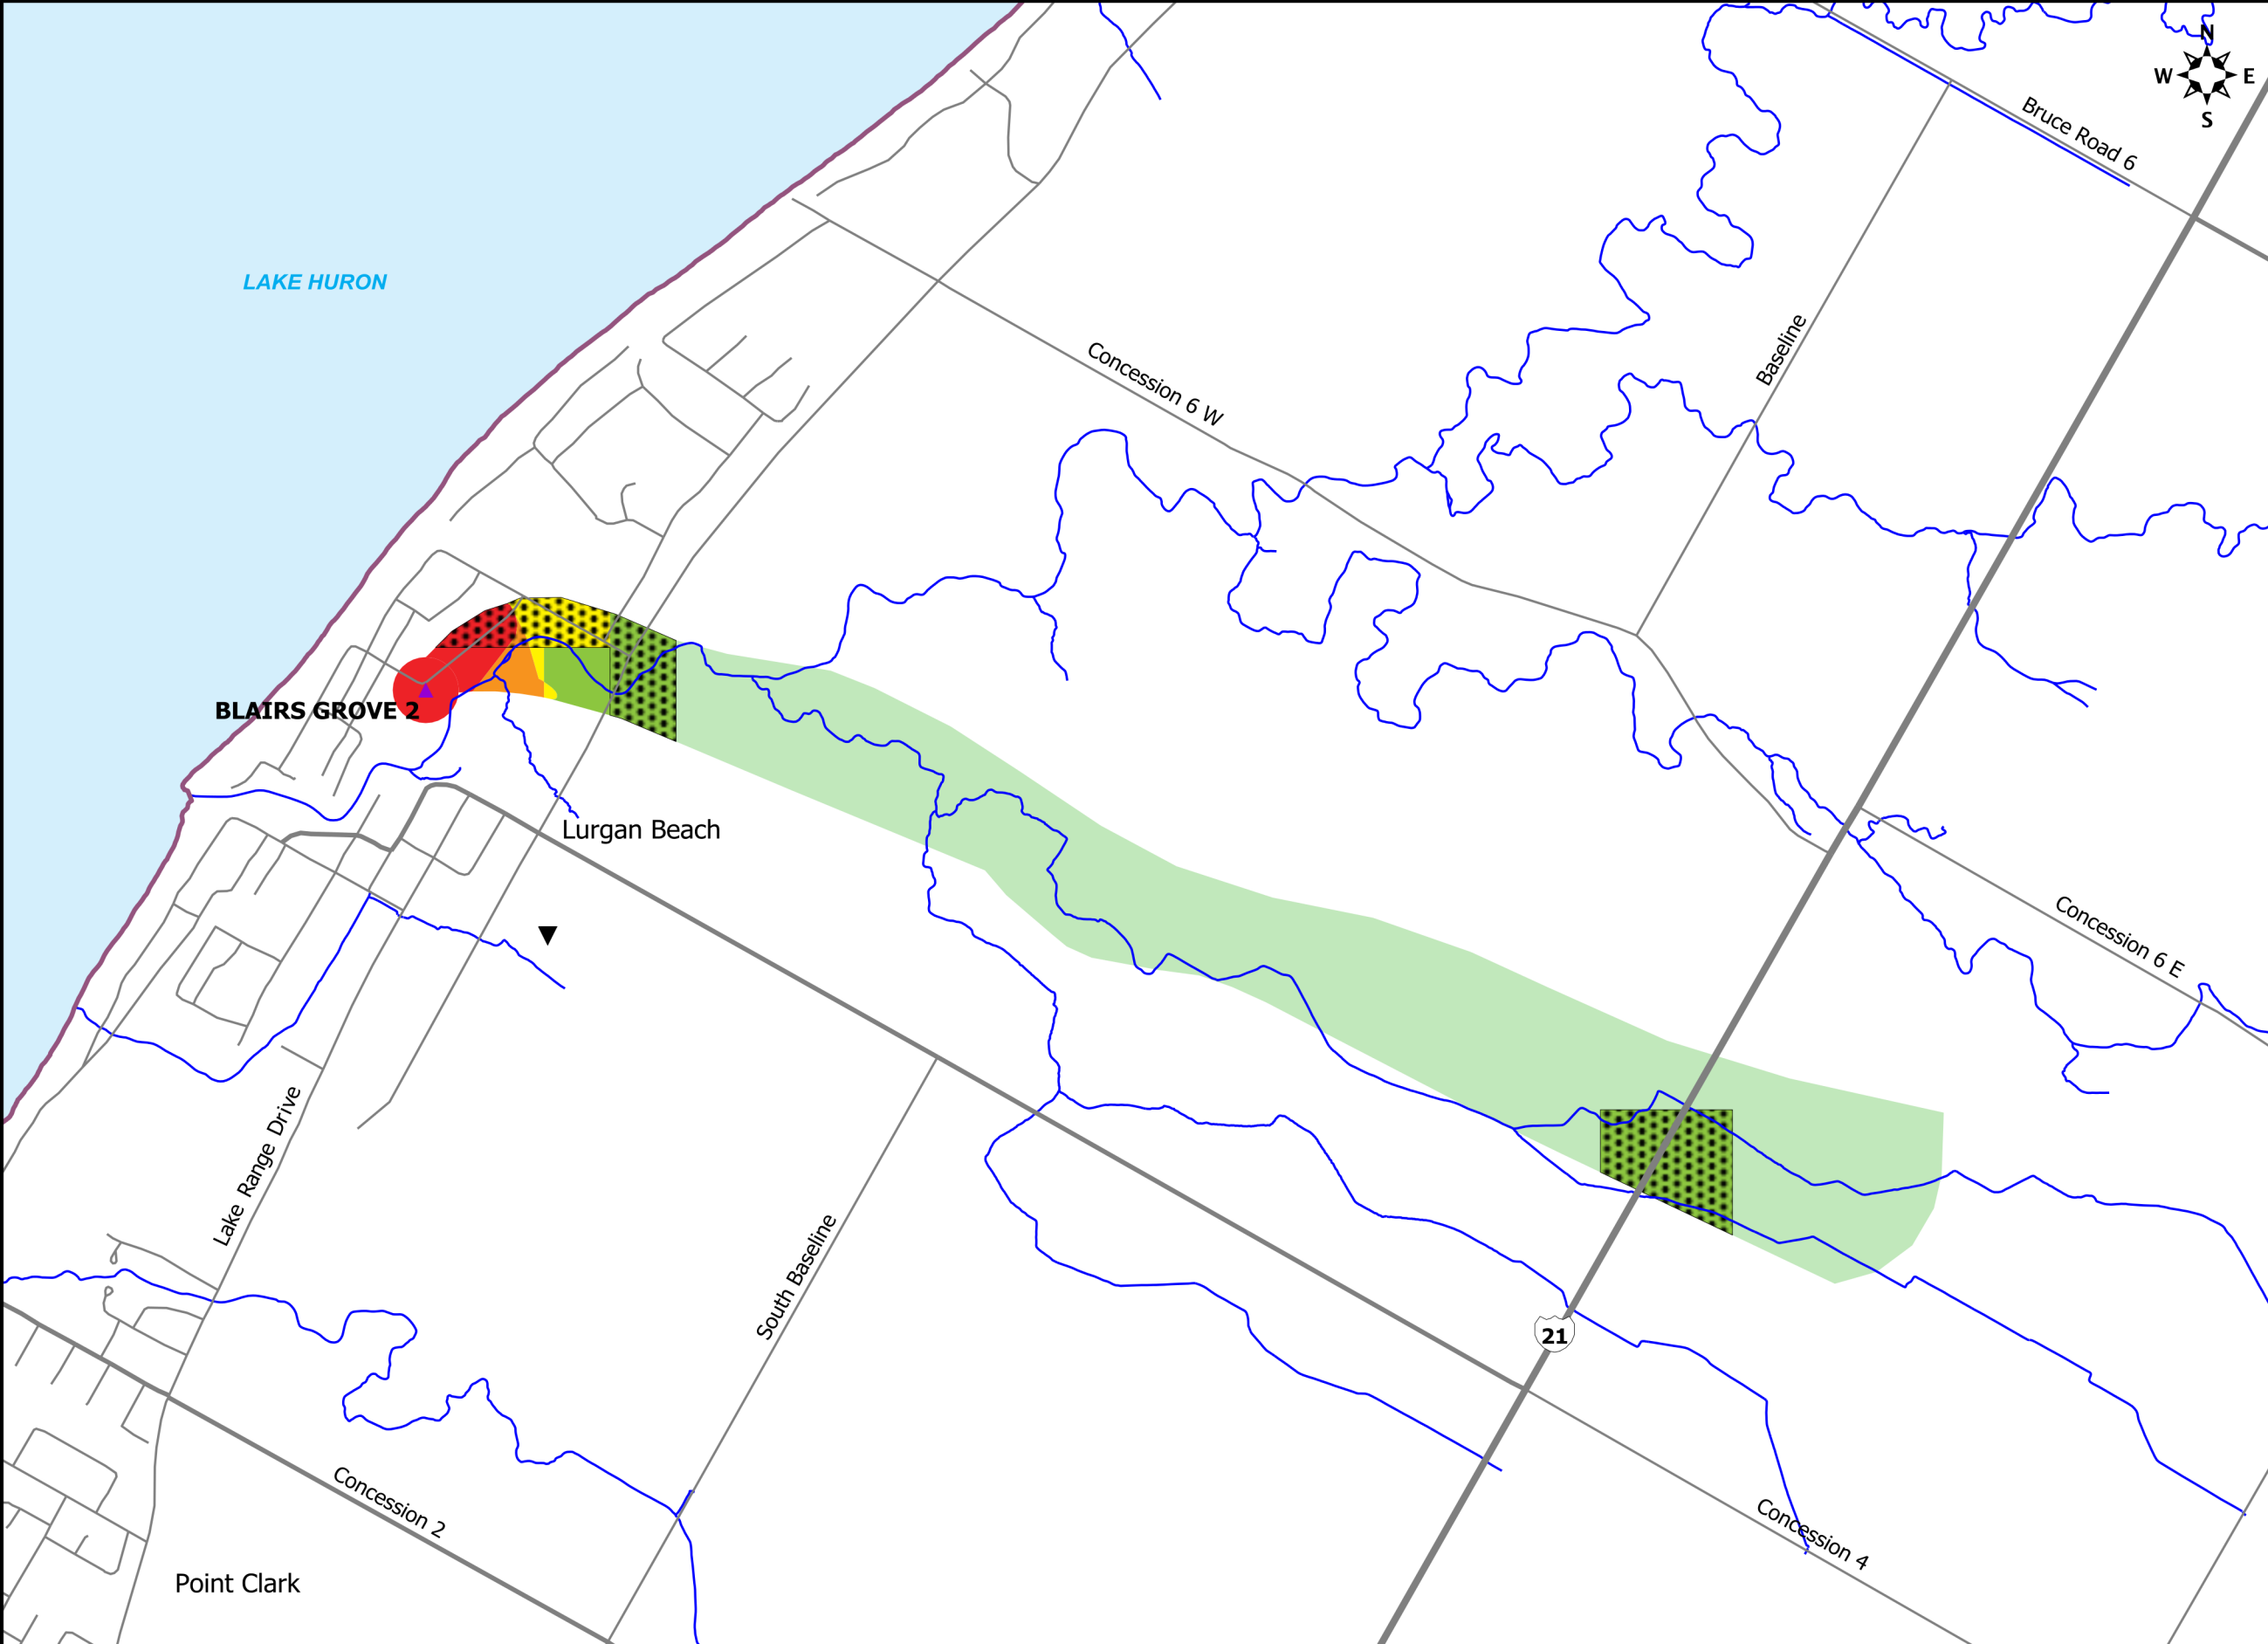 N
W E
S
Bruce Road 6
LAKE HURON
Baseline
Concession 6 W
BLAIRS GROVE 2
Lurgan Beach
Concession 6 E
Lake Range Drive
South Baseline
21
Concession 2
Concession 4
Point Clark